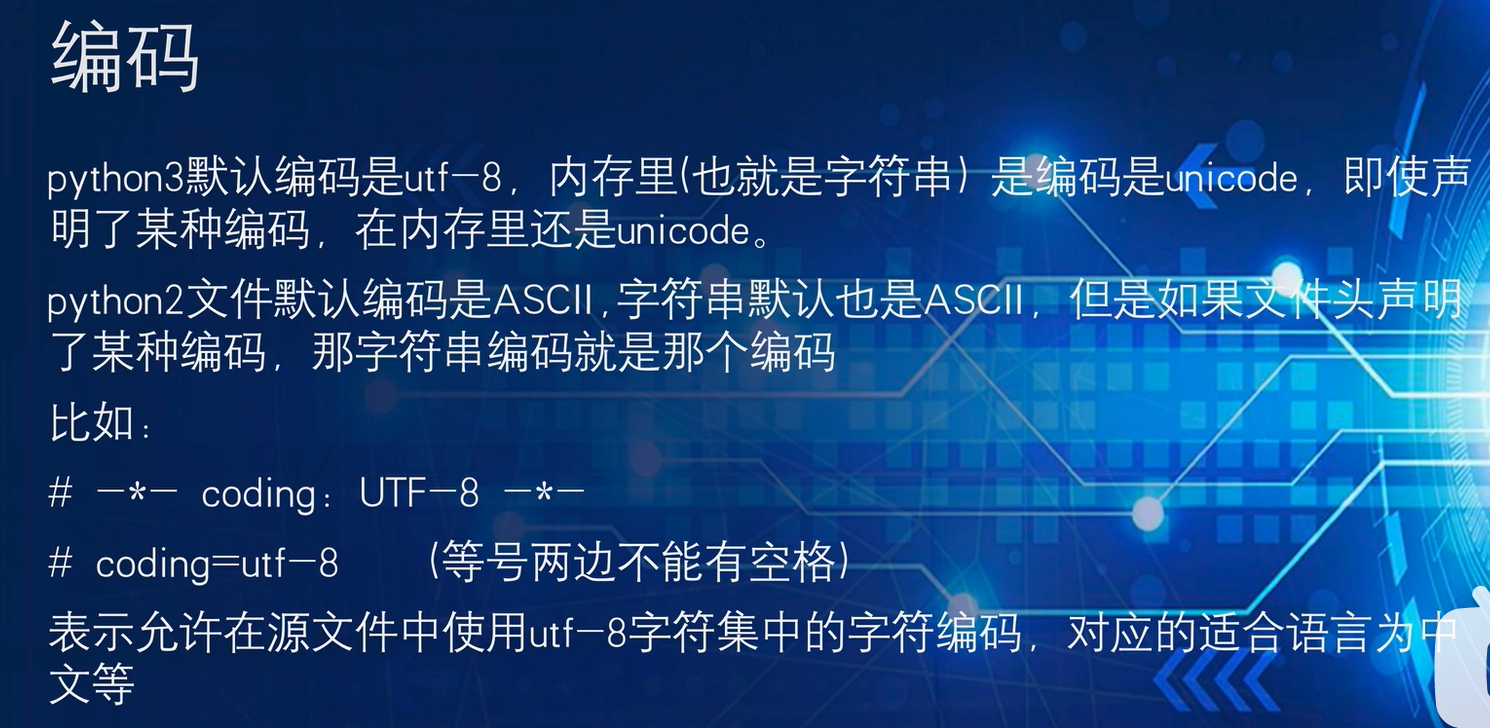 编码
python3默认编码是utf-8，内存里(也就是字符串）是编码是unicode，即使声
明了某种编码，在内存里还是unicode。
python2文件默认编码是ASCII,字符串默认也是ASCII，但是如果文件头声明
了某种编码，那字符串编码就是那个编码
比如：
# -*- coding：UTF-8 -*-
# coding=utf-8 （等号两边不能有空格）
表示允许在源文件中使用utf-8字符集中的字符编码，对应的适合语言为中
文等